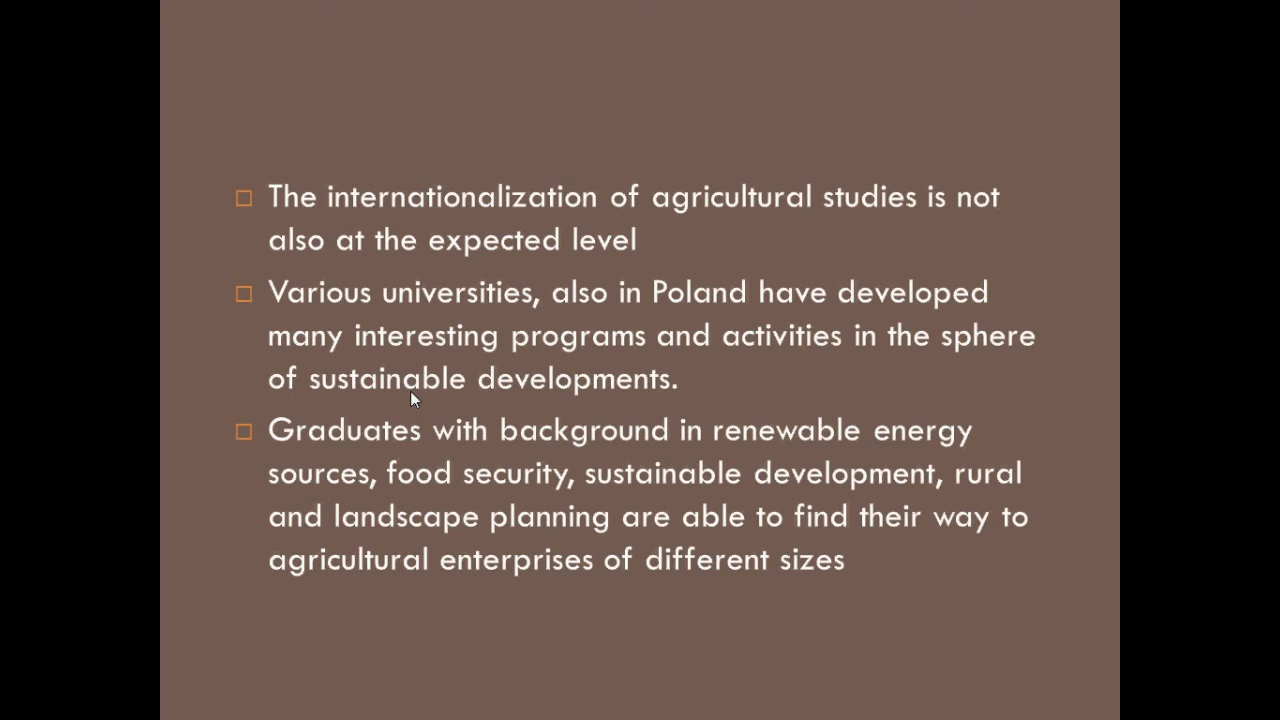 The internationalization of agricultural studies is not
also at the expected level
Various universities, also in Poland have developed
many interesting programs and activities in the sphere
of sustainable developments.
Graduates with background in renewable energy
sources, food security, sustainable development, rural
and landscape planning are able to find their way to
agricultural enterprises of different sizes